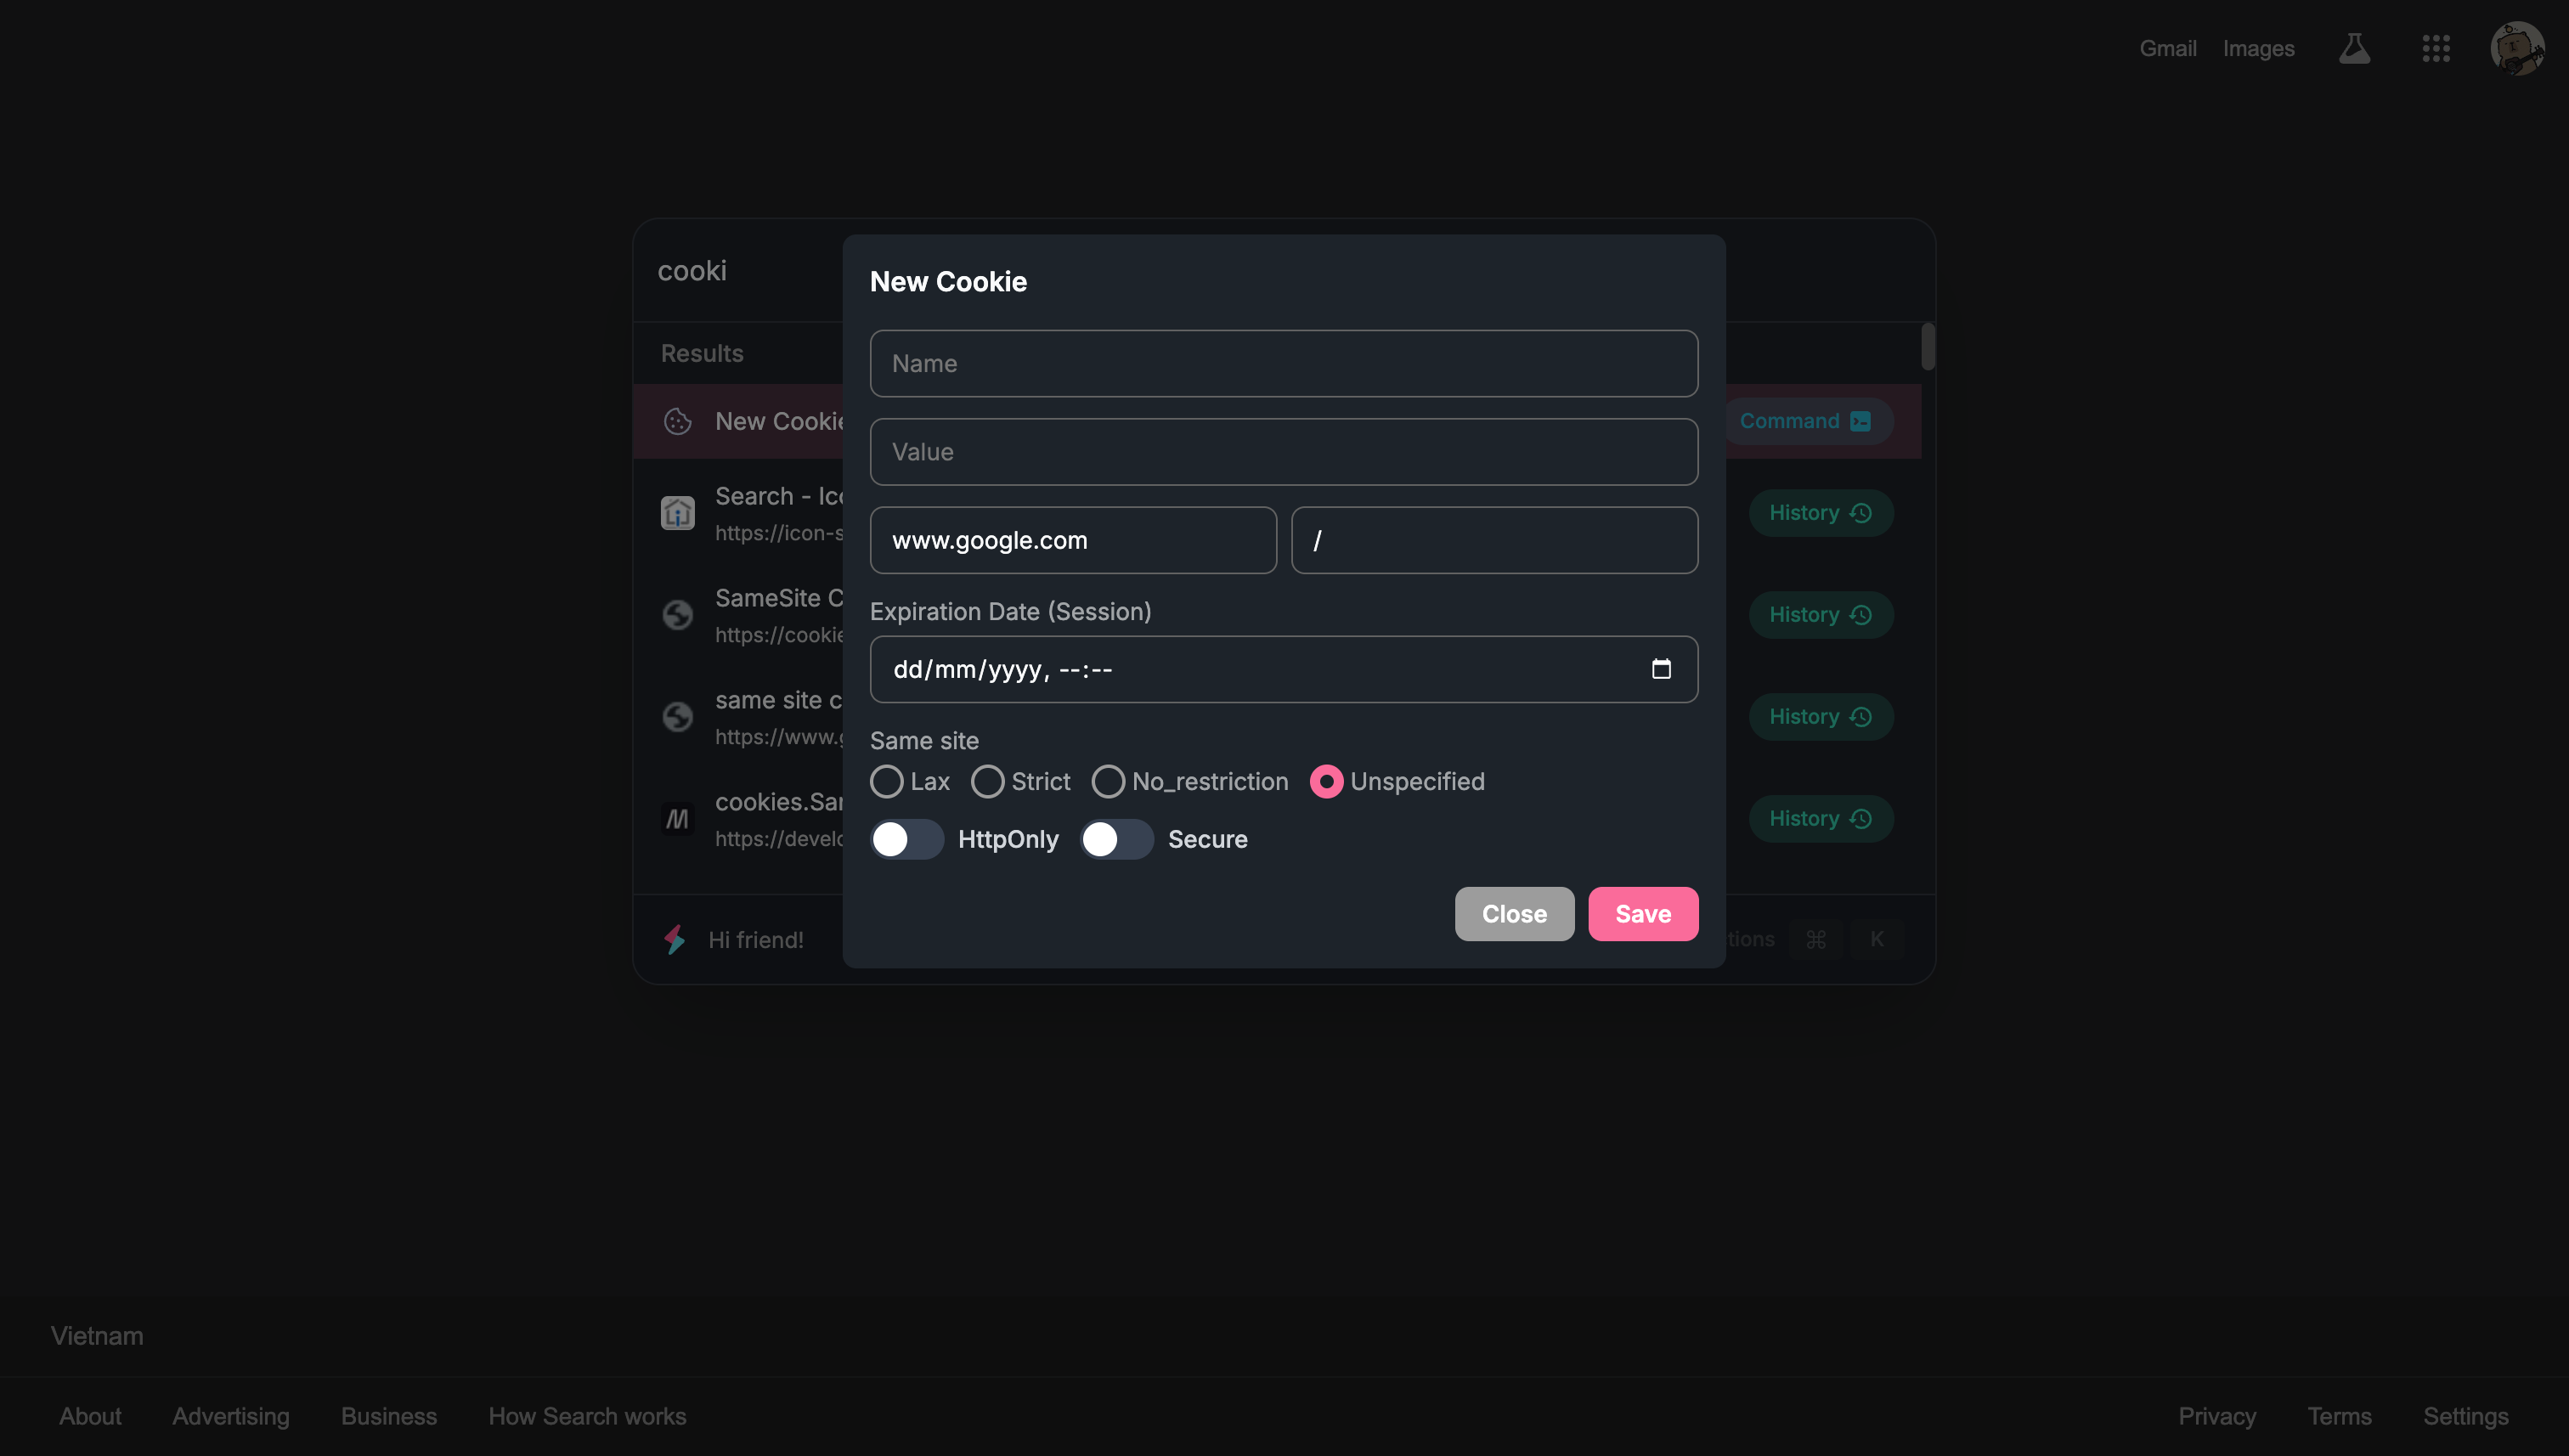 Gmail Images
cooki
Results
New Cookie
Command
Search - Ic
https://icon-s
History
SameSite C
https://cookie
History
same site c
https://www.g
History
cookies.Sa
https://develo
History
Hi friend!
tions ⌘ K
New Cookie
Name
Value
www.google.com /
Expiration Date (Session)
dd/mm/yyyy, --:--
Same site
Lax Strict No_restriction Unspecified
HttpOnly Secure
Close Save
Vietnam
About Advertising Business How Search works Privacy Terms Settings